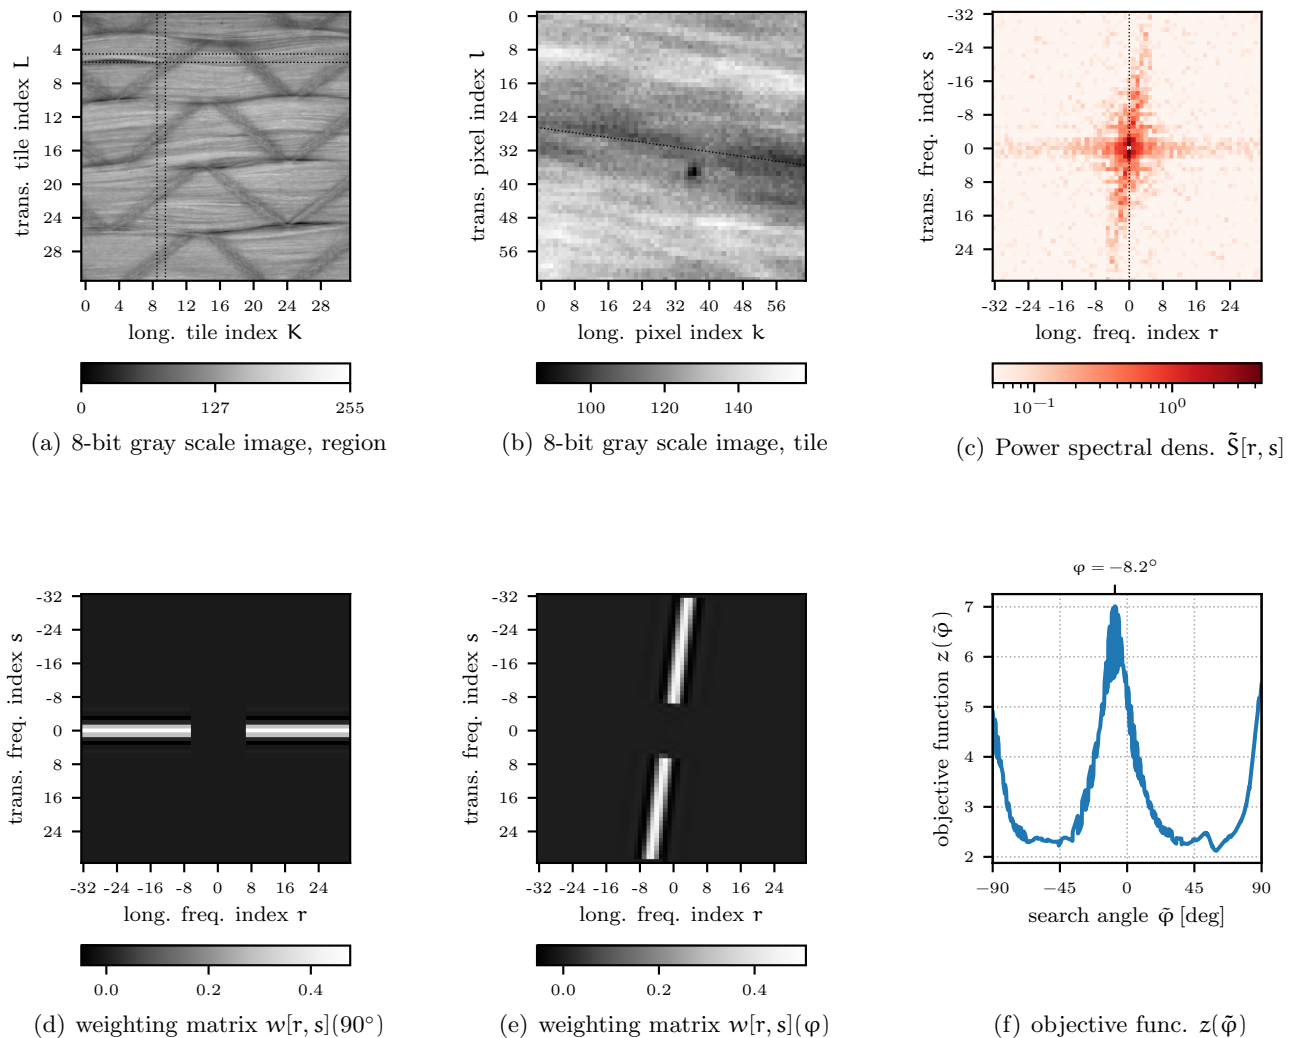 0
4
8
12
16
20
24
28
trans. tile index L
0 4 8 12 16 20 24 28
long. tile index K
0 127 255
(a) 8-bit gray scale image, region
0
8
16
24
32
40
48
56
trans. pixel index l
0 8 16 24 32 40 48 56
long. pixel index k
100 120 140
(b) 8-bit gray scale image, tile
-32
-24
-16
-8
0
8
16
24
trans. freq. index s
-32 -24 -16 -8 0 8 16 24
long. freq. index r
10⁻¹ 10⁰
(c) Power spectral dens. S̃[r, s]
-32
-24
-16
-8
0
8
16
24
trans. freq. index s
-32 -24 -16 -8 0 8 16 24
long. freq. index r
0.0 0.2 0.4
(d) weighting matrix w[r, s](90°)
-32
-24
-16
-8
0
8
16
24
trans. freq. index s
-32 -24 -16 -8 0 8 16 24
long. freq. index r
0.0 0.2 0.4
(e) weighting matrix w[r, s](φ)
φ = −8.2°
7
6
5
4
3
2
objective function z(φ̃)
−90 −45 0 45 90
search angle φ̃ [deg]
(f) objective func. z(φ̃)